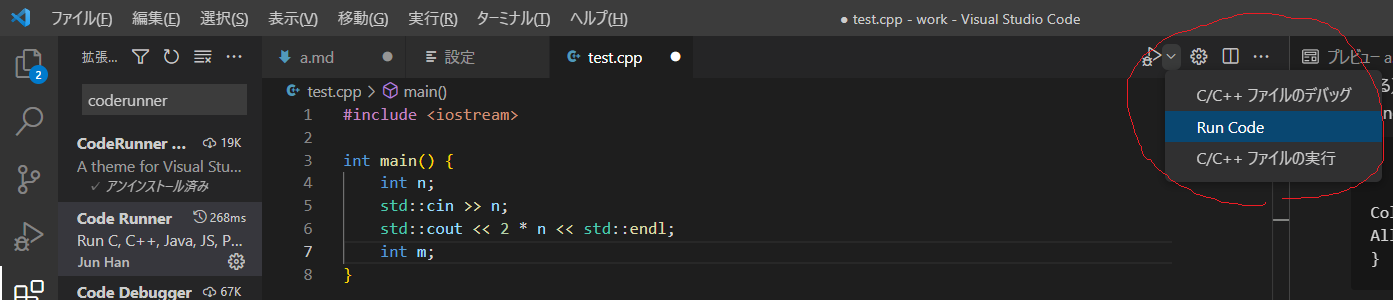 ファイル(F) 編集(E) 選択(S) 表示(V) 移動(G) 実行(R) ターミナル(T) ヘルプ(H) ● test.cpp - work - Visual Studio Code
拡張... a.md 設定 test.cpp プレビュー a
2
coderunner
CodeRunner ... 19K
A theme for Visual Stu...
アンインストール済み
Code Runner 268ms
Run C, C++, Java, JS, P...
Jun Han
Code Debugger 67K
test.cpp > main()
1 #include <iostream>
2
3 int main() {
4 int n;
5 std::cin >> n;
6 std::cout << 2 * n << std::endl;
7 int m;
8 }
C/C++ ファイルのデバッグ
Run Code
C/C++ ファイルの実行
Col
All
}